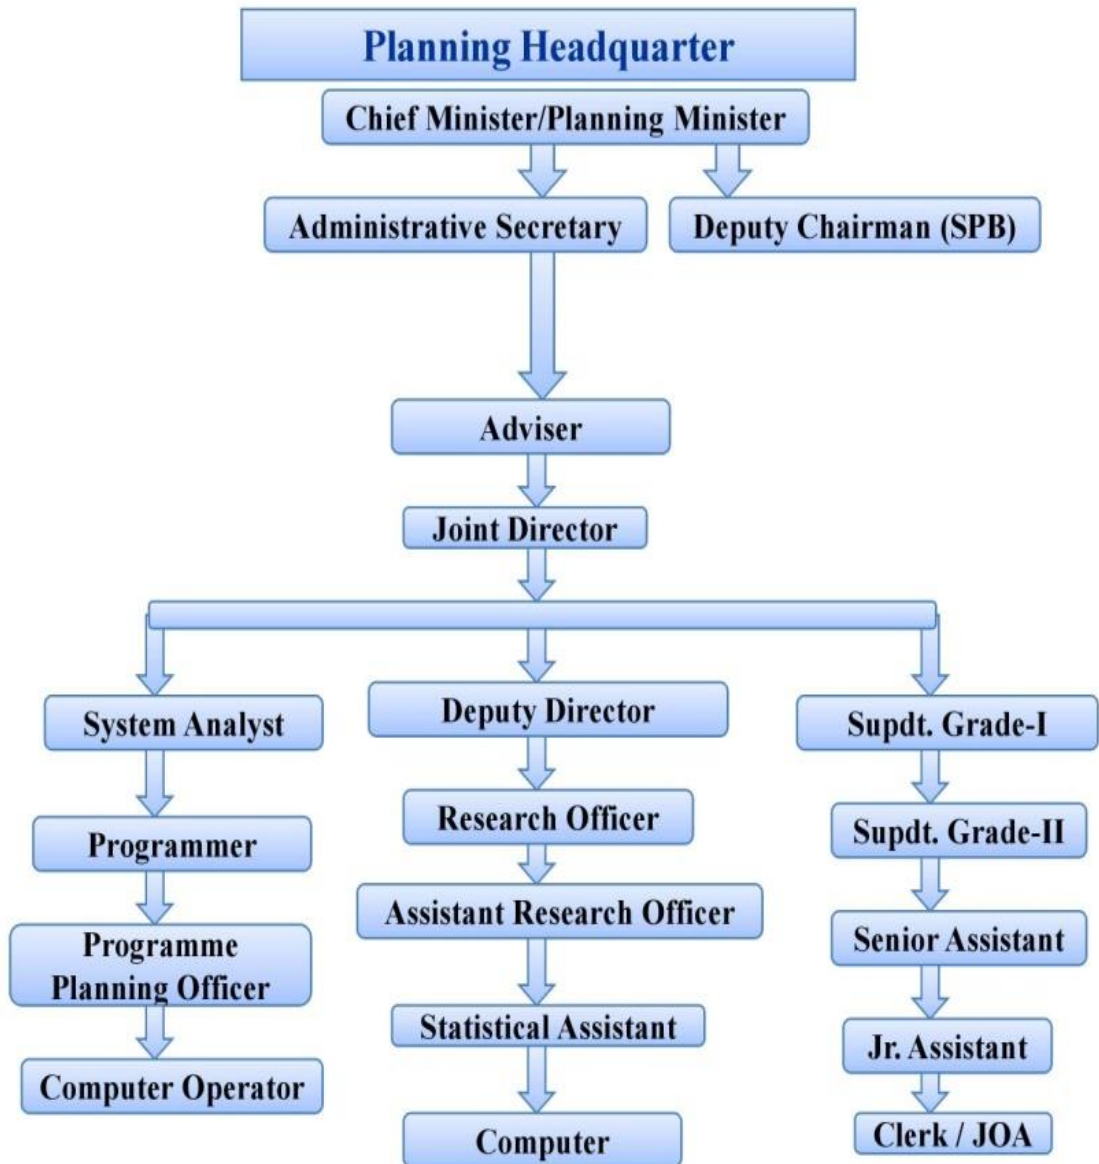 Planning Headquarter
Chief Minister/Planning Minister
Administrative Secretary
Deputy Chairman (SPB)
Adviser
Joint Director
System Analyst
Programmer
Programme
Planning Officer
Computer Operator
Deputy Director
Research Officer
Assistant Research Officer
Statistical Assistant
Computer
Supdt. Grade-I
Supdt. Grade-II
Senior Assistant
Jr. Assistant
Clerk / JOA